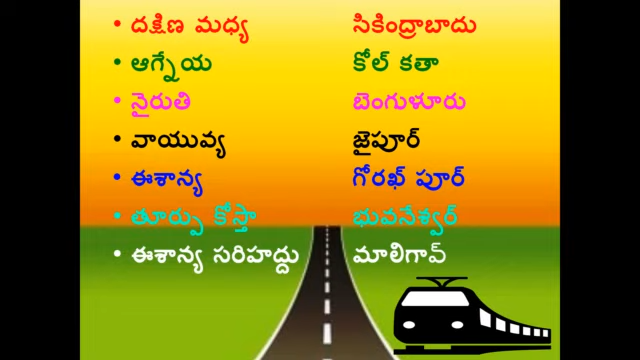 • దక్షిణ మధ్య సికింద్రాబాదు
• ఆగ్నేయ కోల్ కతా
• నైరుతి బెంగుళూరు
• వాయువ్య జైపూర్
• ఈశాన్య గోరఖ్ పూర్
• తూర్పు కోస్తా భువనేశ్వర్
• ఈశాన్య సరిహద్దు మాలిగావ్